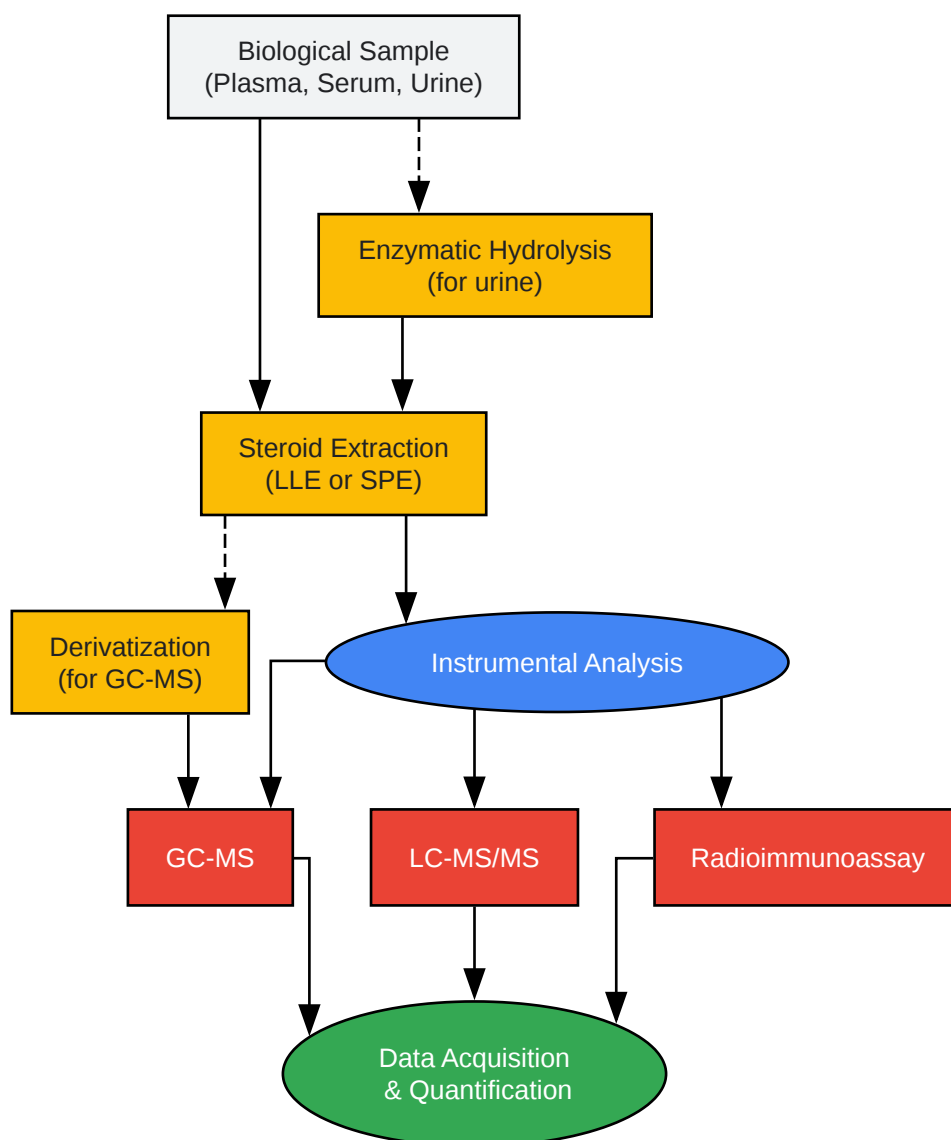 Biological Sample
(Plasma, Serum, Urine)
Enzymatic Hydrolysis
(for urine)
Steroid Extraction
(LLE or SPE)
Derivatization
(for GC-MS)
Instrumental Analysis
GC-MS
LC-MS/MS
Radioimmunoassay
Data Acquisition
& Quantification